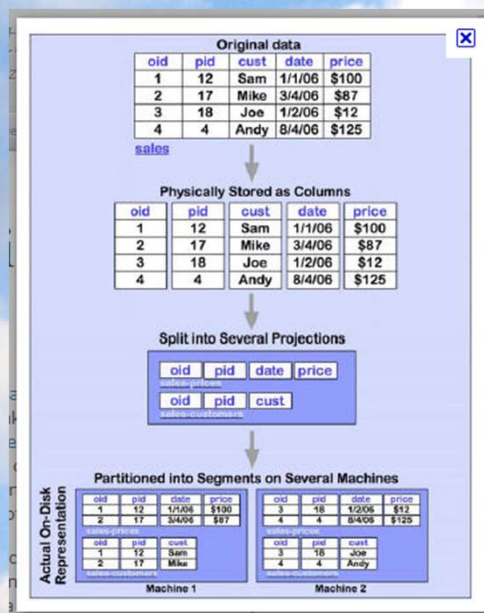 Original data
oid pid cust date price
1 12 Sam 1/1/06 $100
2 17 Mike 3/4/06 $87
3 18 Joe 1/2/06 $12
4 4 Andy 8/4/06 $125
sales
Physically Stored as Columns
oid pid cust date price
1 12 Sam 1/1/06 $100
2 17 Mike 3/4/06 $87
3 18 Joe 1/2/06 $12
4 4 Andy 8/4/06 $125
Split into Several Projections
oid pid date price
sales-prices
oid pid cust
sales-customers
Partitioned into Segments on Several Machines
Actual On-Disk
Representation
oid pid date price
1 12 1/1/06 $100
2 17 3/4/06 $87
sales-prices
oid pid cust
1 12 Sam
2 17 Mike
sales-customers
Machine 1
oid pid date price
3 18 1/2/06 $12
4 4 8/4/06 $125
sales-prices
oid pid cust
3 18 Joe
4 4 Andy
sales-customers
Machine 2